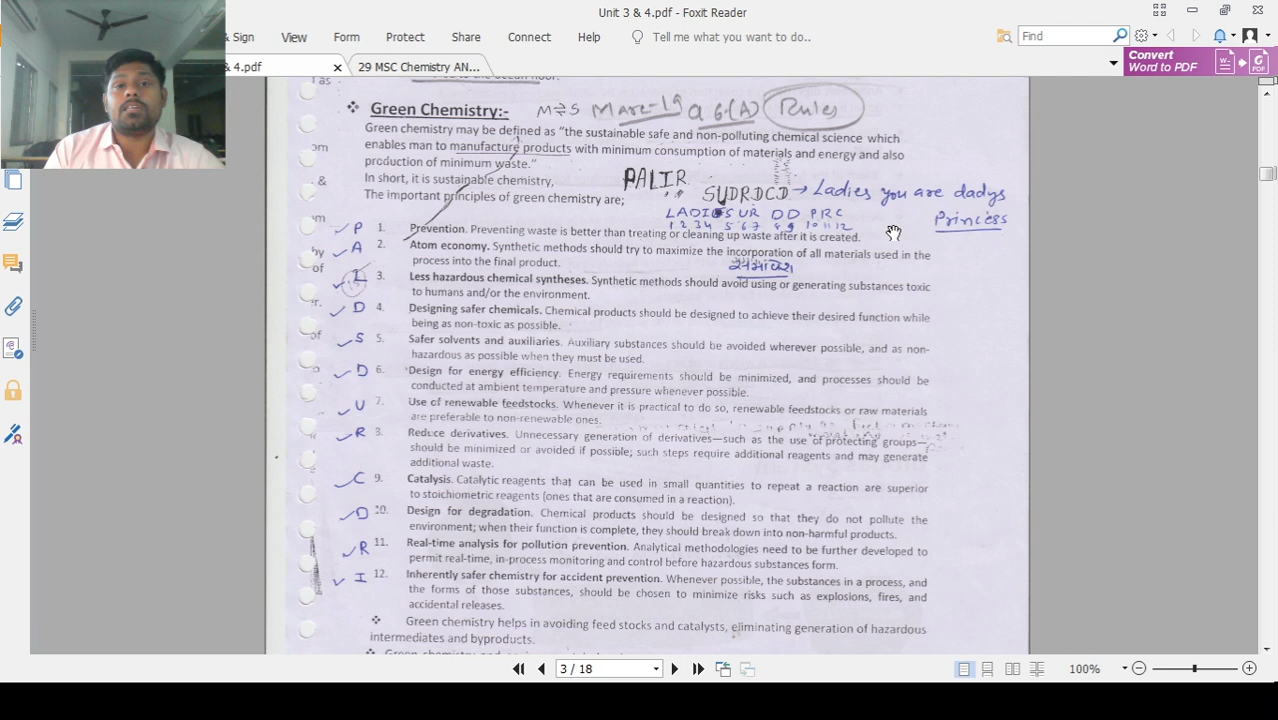 Unit 3 & 4.pdf - Foxit Reader
Sign View Form Protect Share Connect Help Tell me what you want to do.. Find
& 4.pdf 29 MSC Chemistry AN... Convert Word to PDF
to the ocean floor.
Green Chemistry:- M⇌S Marc-19 Q 6(A) Rules
Green chemistry may be defined as "the sustainable safe and non-polluting chemical science which
enables man to manufacture products with minimum consumption of materials and energy and also
production of minimum waste."
In short, it is sustainable chemistry,
The important principles of green chemistry are;
PALIR
SUDRDCD → Ladies you are dadys
Princess
LADIES UR DD PRC
1 2 3 4 5 6 7 8 9 10 11 12
P 1. Prevention. Preventing waste is better than treating or cleaning up waste after it is created.
A 2. Atom economy. Synthetic methods should try to maximize the incorporation of all materials used in the
process into the final product.
समावेश
L 3. Less hazardous chemical syntheses. Synthetic methods should avoid using or generating substances toxic
to humans and/or the environment.
D 4. Designing safer chemicals. Chemical products should be designed to achieve their desired function while
being as non-toxic as possible.
S 5. Safer solvents and auxiliaries. Auxiliary substances should be avoided wherever possible, and as non-
hazardous as possible when they must be used.
D 6. Design for energy efficiency. Energy requirements should be minimized, and processes should be
conducted at ambient temperature and pressure whenever possible.
U 7. Use of renewable feedstocks. Whenever it is practical to do so, renewable feedstocks or raw materials
are preferable to non-renewable ones.
R 8. Reduce derivatives. Unnecessary generation of derivatives—such as the use of protecting groups—
should be minimized or avoided if possible; such steps require additional reagents and may generate
additional waste.
C 9. Catalysis. Catalytic reagents that can be used in small quantities to repeat a reaction are superior
to stoichiometric reagents (ones that are consumed in a reaction).
D 10. Design for degradation. Chemical products should be designed so that they do not pollute the
environment; when their function is complete, they should break down into non-harmful products.
R 11. Real-time analysis for pollution prevention. Analytical methodologies need to be further developed to
permit real-time, in-process monitoring and control before hazardous substances form.
I 12. Inherently safer chemistry for accident prevention. Whenever possible, the substances in a process, and
the forms of those substances, should be chosen to minimize risks such as explosions, fires, and
accidental releases.
Green chemistry helps in avoiding feed stocks and catalysts, eliminating generation of hazardous
intermediates and byproducts.
3 / 18 100%